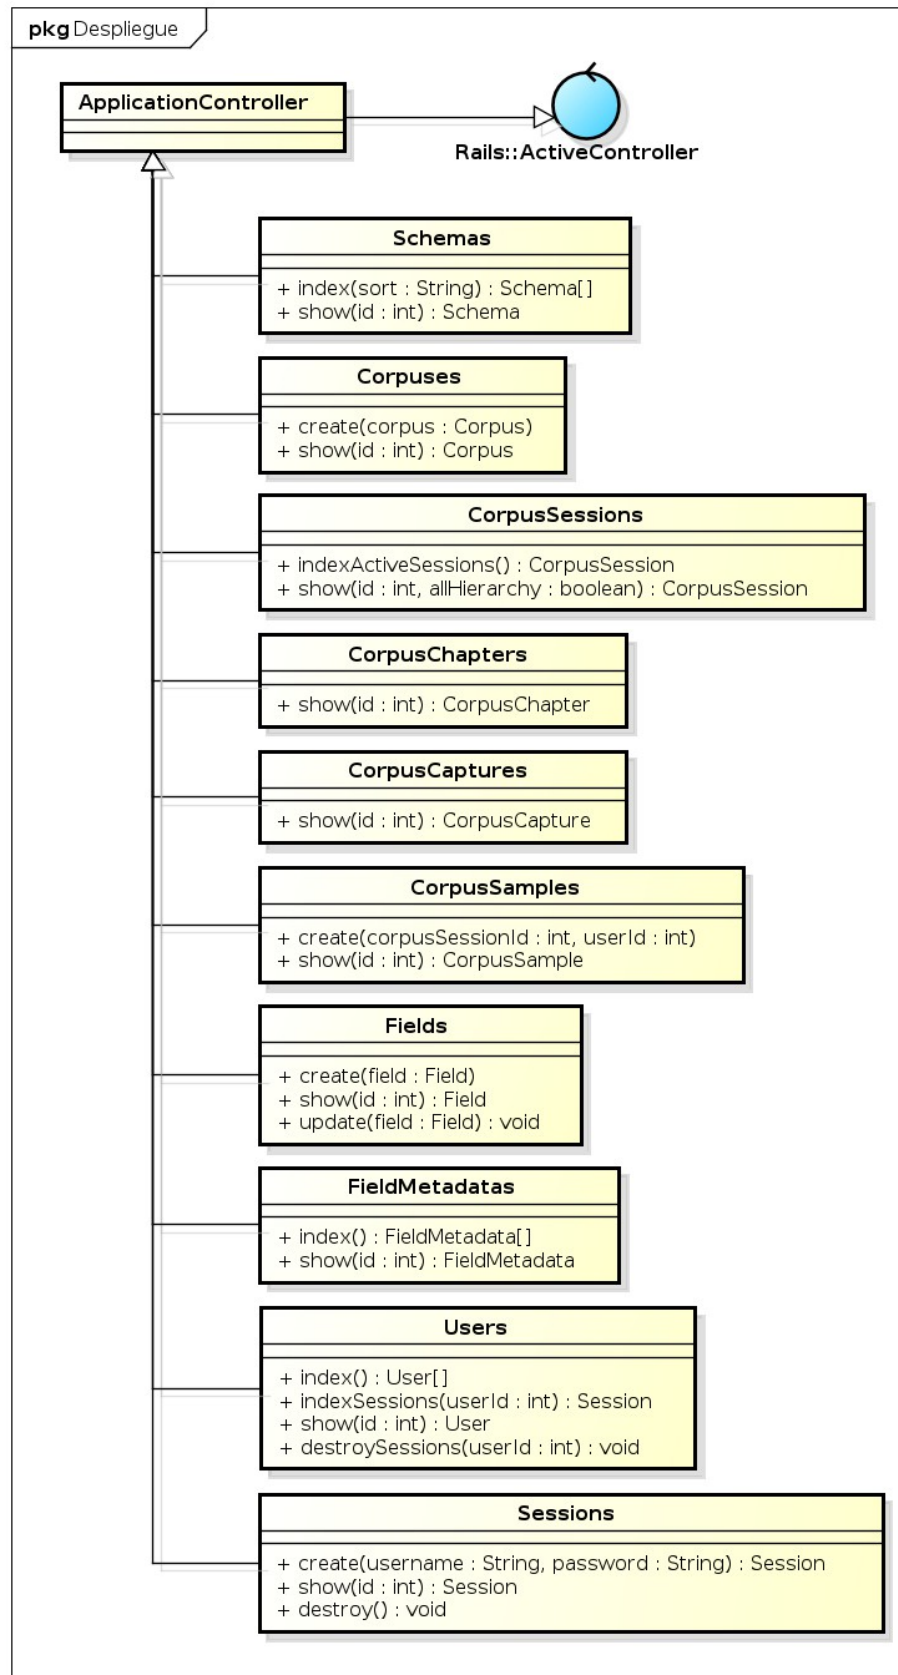 pkg Despliegue
ApplicationController
Rails::ActiveController
Schemas
+ index(sort : String) : Schema[]
+ show(id : int) : Schema
Corpuses
+ create(corpus : Corpus)
+ show(id : int) : Corpus
CorpusSessions
+ indexActiveSessions() : CorpusSession
+ show(id : int, allHierarchy : boolean) : CorpusSession
CorpusChapters
+ show(id : int) : CorpusChapter
CorpusCaptures
+ show(id : int) : CorpusCapture
CorpusSamples
+ create(corpusSessionId : int, userId : int)
+ show(id : int) : CorpusSample
Fields
+ create(field : Field)
+ show(id : int) : Field
+ update(field : Field) : void
FieldMetadatas
+ index() : FieldMetadata[]
+ show(id : int) : FieldMetadata
Users
+ index() : User[]
+ indexSessions(userId : int) : Session
+ show(id : int) : User
+ destroySessions(userId : int) : void
Sessions
+ create(username : String, password : String) : Session
+ show(id : int) : Session
+ destroy() : void